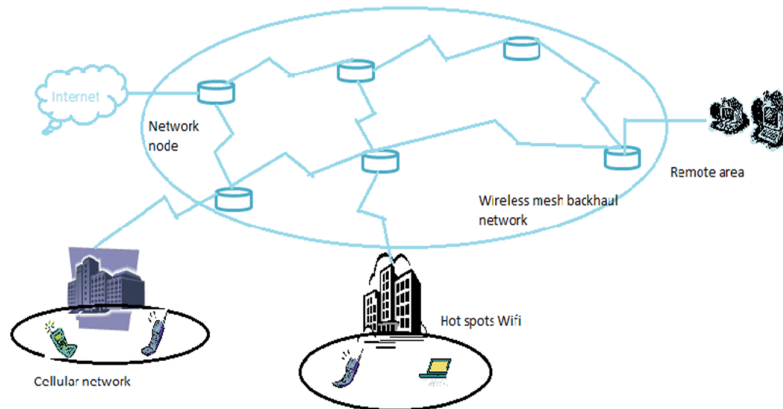 Internet
Network
node
Remote area
Wireless mesh backhaul
network
Hot spots Wifi
Cellular network